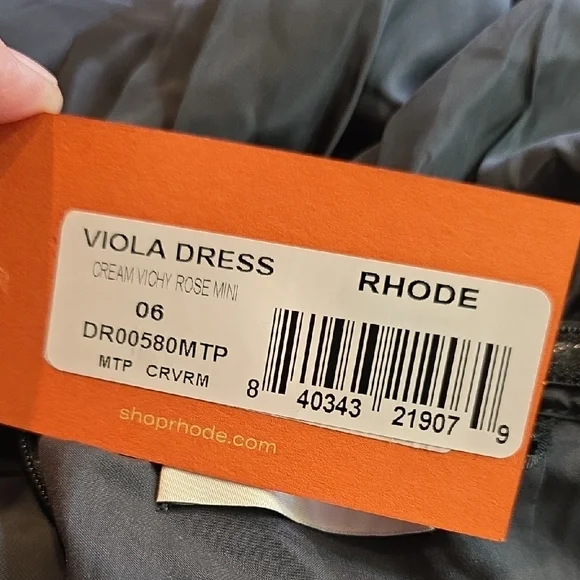 VIOLA DRESS
CREAM VICHY ROSE MINI
RHODE
06
DR00580MTP
MTP CRVRM
8 40343 21907 9
shoprhode.com